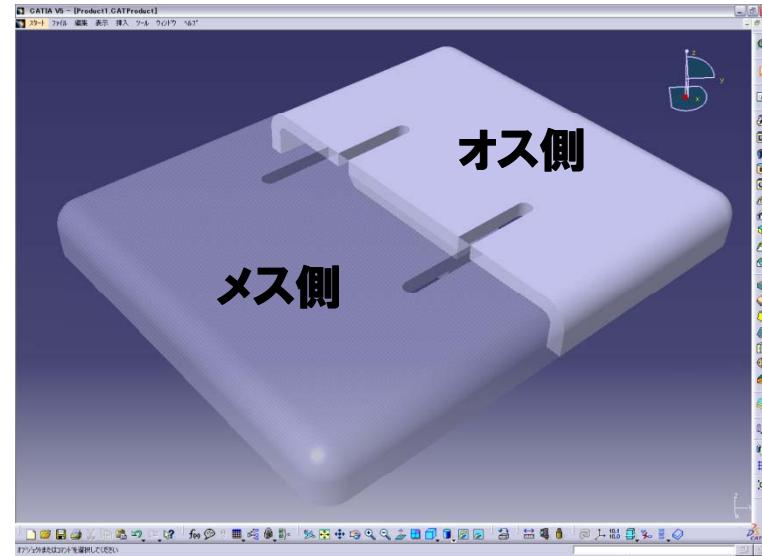 CATIA V5 - [Product1.CATProduct]
スタート ファイル 編集 表示 挿入 ツール ウィンドウ ヘルプ
z
y
x
オス側
メス側
オブジェクトまたはコマンドを選択してください